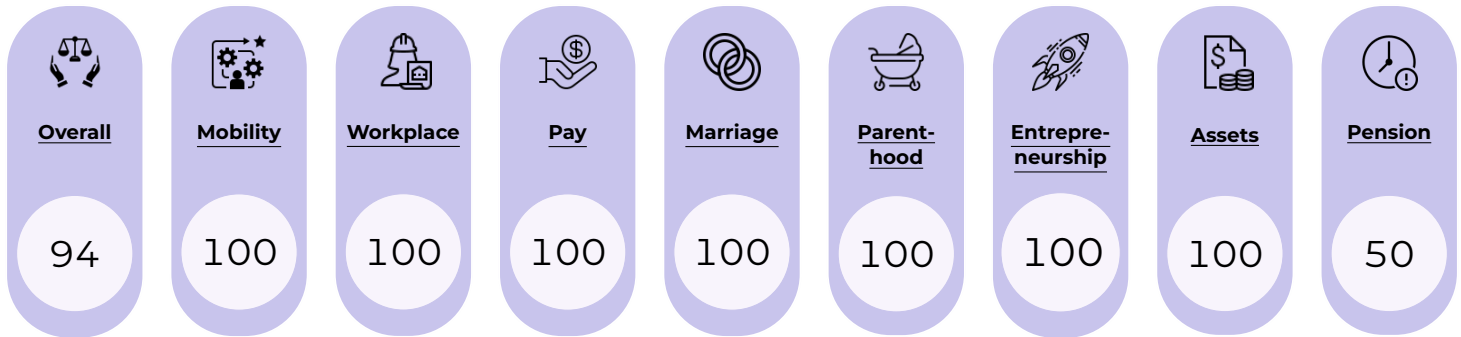 Overall
94
Mobility
100
Workplace
100
Pay
100
Marriage
100
Parent-
hood
100
Entrepre-
neurship
100
$
Assets
100
Pension
50